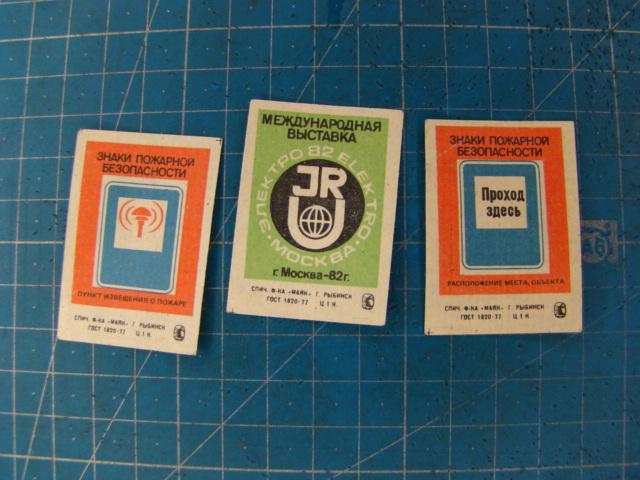 ЗНАКИ ПОЖАРНОЙ
БЕЗОПАСНОСТИ
ПУНКТ ИЗВЕЩЕНИЯ О ПОЖАРЕ
СПИЧ. Ф-КА «МАЯК» Г. РЫБИНСК
ГОСТ 1820-77 Ц. 1 К.
МЕЖДУНАРОДНАЯ
ВЫСТАВКА
ЭЛЕКТРО 82 ELEKTRO
JR
U
• МОСКВА •
г. Москва-82 г.
СПИЧ. Ф-КА «МАЯК» Г. РЫБИНСК
ГОСТ 1820-77 Ц. 1 К.
ЗНАКИ ПОЖАРНОЙ
БЕЗОПАСНОСТИ
Проход
здесь
РАСПОЛОЖЕНИЕ МЕСТА, ОБЪЕКТА
СПИЧ. Ф-КА «МАЯК» Г. РЫБИНСК
ГОСТ 1820-77 Ц. 1 К.
A6